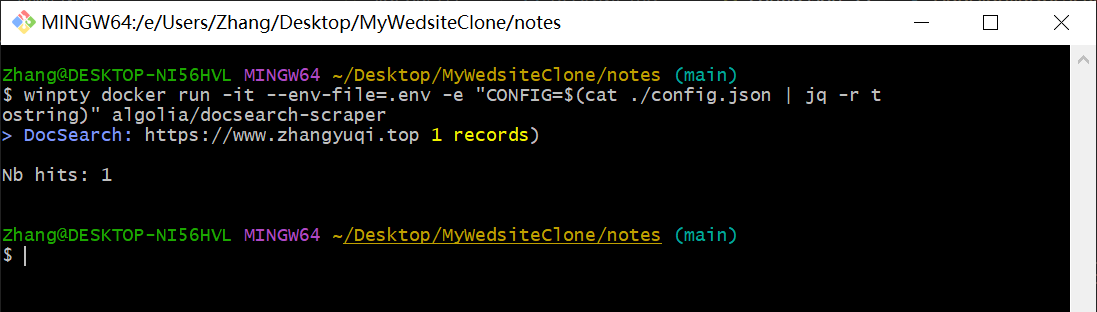 MINGW64:/e/Users/Zhang/Desktop/MyWedsiteClone/notes
Zhang@DESKTOP-NI56HVL MINGW64 ~/Desktop/MyWedsiteClone/notes (main)
$ winpty docker run -it --env-file=.env -e "CONFIG=$(cat ./config.json | jq -r t
ostring)" algolia/docsearch-scraper
> DocSearch: https://www.zhangyuqi.top 1 records)
Nb hits: 1
Zhang@DESKTOP-NI56HVL MINGW64 ~/Desktop/MyWedsiteClone/notes (main)
$